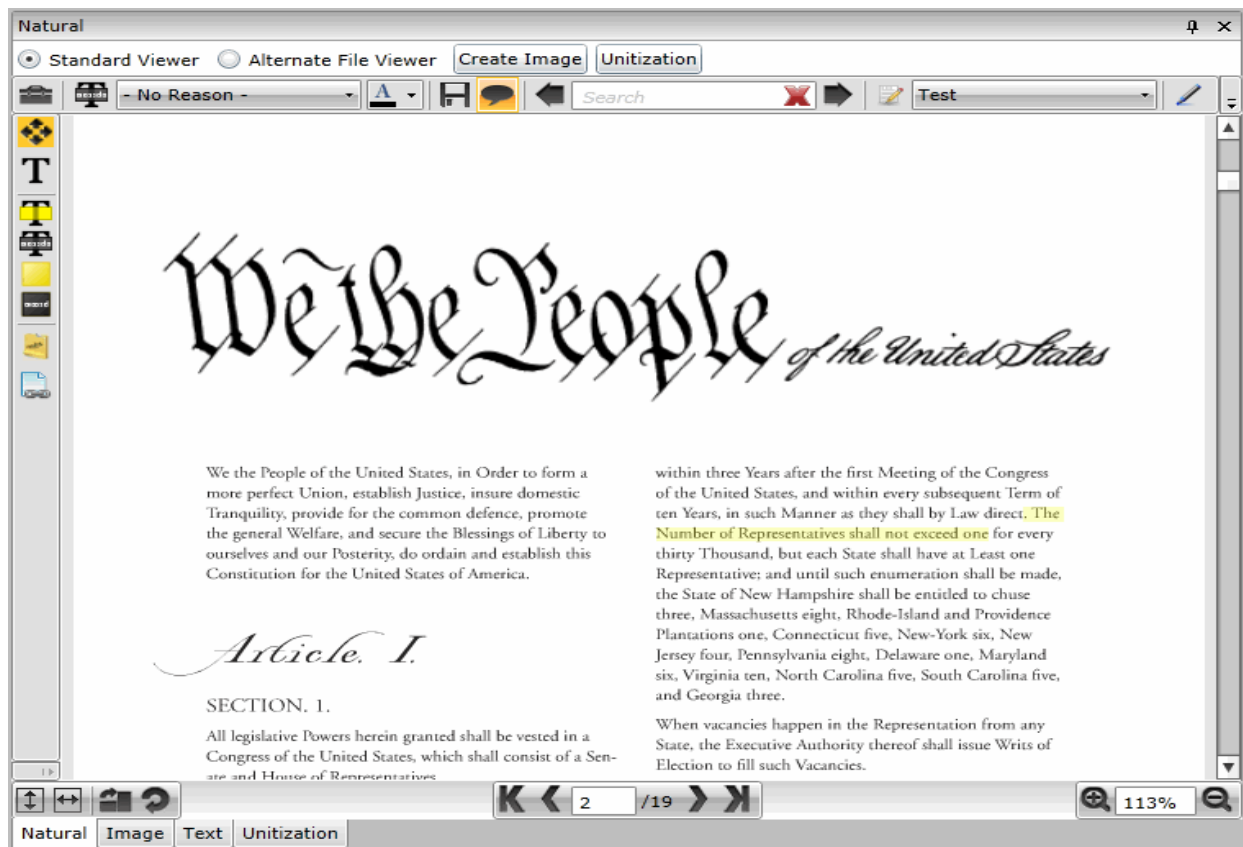 Natural
Standard Viewer Alternate File Viewer Create Image Unitization
- No Reason - A Search Test
T
We the People of the United States
We the People of the United States, in Order to form a
more perfect Union, establish Justice, insure domestic
Tranquility, provide for the common defence, promote
the general Welfare, and secure the Blessings of Liberty to
ourselves and our Posterity, do ordain and establish this
Constitution for the United States of America.
Article. I.
SECTION. 1.
All legislative Powers herein granted shall be vested in a
Congress of the United States, which shall consist of a Sen-
ate and House of Representatives
within three Years after the first Meeting of the Congress
of the United States, and within every subsequent Term of
ten Years, in such Manner as they shall by Law direct. The
Number of Representatives shall not exceed one for every
thirty Thousand, but each State shall have at Least one
Representative; and until such enumeration shall be made,
the State of New Hampshire shall be entitled to chuse
three, Massachusetts eight, Rhode-Island and Providence
Plantations one, Connecticut five, New-York six, New
Jersey four, Pennsylvania eight, Delaware one, Maryland
six, Virginia ten, North Carolina five, South Carolina five,
and Georgia three.
When vacancies happen in the Representation from any
State, the Executive Authority thereof shall issue Writs of
Election to fill such Vacancies.
2 /19 113%
Natural Image Text Unitization